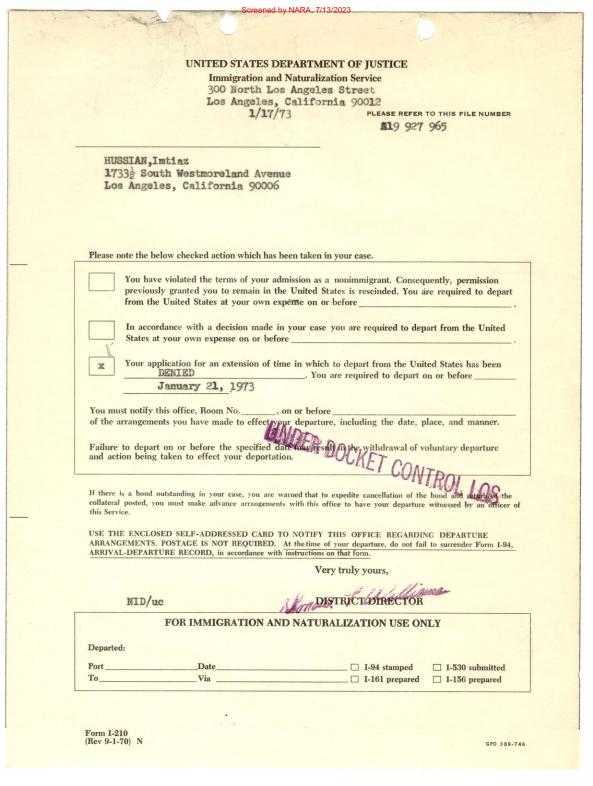 Screened by NARA, 7/13/2023
UNITED STATES DEPARTMENT OF JUSTICE
Immigration and Naturalization Service
300 North Los Angeles Street
Los Angeles, California 90012
1/17/73
PLEASE REFER TO THIS FILE NUMBER
A19 927 965
HUSSIAN,Imtiaz
1733½ South Westmoreland Avenue
Los Angeles, California 90006
Please note the below checked action which has been taken in your case.
You have violated the terms of your admission as a nonimmigrant. Consequently, permission
previously granted you to remain in the United States is rescinded. You are required to depart
from the United States at your own expense on or before
In accordance with a decision made in your case you are required to depart from the United
States at your own expense on or before
x Your application for an extension of time in which to depart from the United States has been
DENIED. You are required to depart on or before
January 21, 1973
You must notify this office, Room No. , on or before
of the arrangements you have made to effect your departure, including the date, place, and manner.
Failure to depart on or before the specified date may result in the withdrawal of voluntary departure
and action being taken to effect your deportation.
UNDER DOCKET CONTROL LOS
If there is a bond outstanding in your case, you are warned that to expedite cancellation of the bond and return of the
collateral posted, you must make advance arrangements with this office to have your departure witnessed by an officer of
this Service.
USE THE ENCLOSED SELF-ADDRESSED CARD TO NOTIFY THIS OFFICE REGARDING DEPARTURE
ARRANGEMENTS. POSTAGE IS NOT REQUIRED. At the time of your departure, do not fail to surrender Form I-94,
ARRIVAL-DEPARTURE RECORD, in accordance with instructions on that form.
Very truly yours,
NID/uc
DISTRICT DIRECTOR
FOR IMMIGRATION AND NATURALIZATION USE ONLY
Departed:
Port Date I-94 stamped I-530 submitted
To Via I-161 prepared I-156 prepared
Form I-210
(Rev 9-1-70) N
GPO 389-746